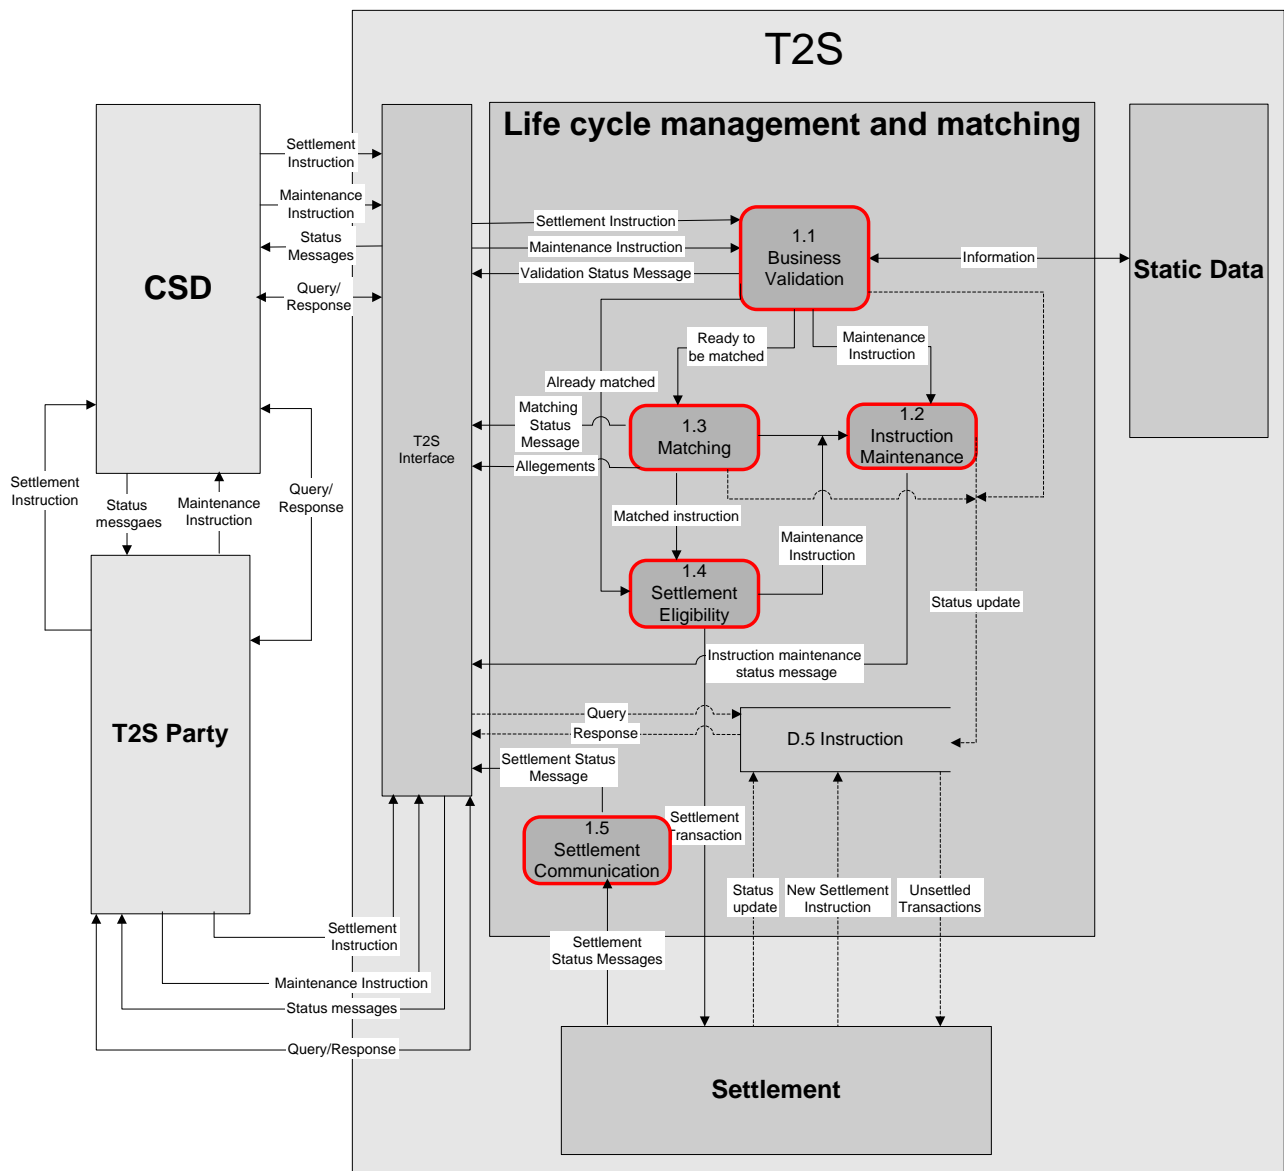 T2S
Life cycle management and matching
CSD
Settlement
Instruction
Maintenance
Instruction
Status
Messages
Query/
Response
Settlement Instruction
Maintenance Instruction
Validation Status Message
1.1
Business
Validation
Information
Static Data
Ready to
be matched
Maintenance
Instruction
Already matched
Matching
Status
Message
Allegements
T2S
Interface
1.3
Matching
1.2
Instruction
Maintenance
Settlement
Instruction
Status
messgaes
Maintenance
Instruction
Query/
Response
Matched instruction
Maintenance
Instruction
1.4
Settlement
Eligibility
Status update
Instruction maintenance
status message
T2S Party
Query
Response
D.5 Instruction
Settlement Status
Message
Settlement
Transaction
1.5
Settlement
Communication
Status
update
New Settlement
Instruction
Unsettled
Transactions
Settlement
Instruction
Settlement
Status Messages
Maintenance Instruction
Status messages
Query/Response
Settlement